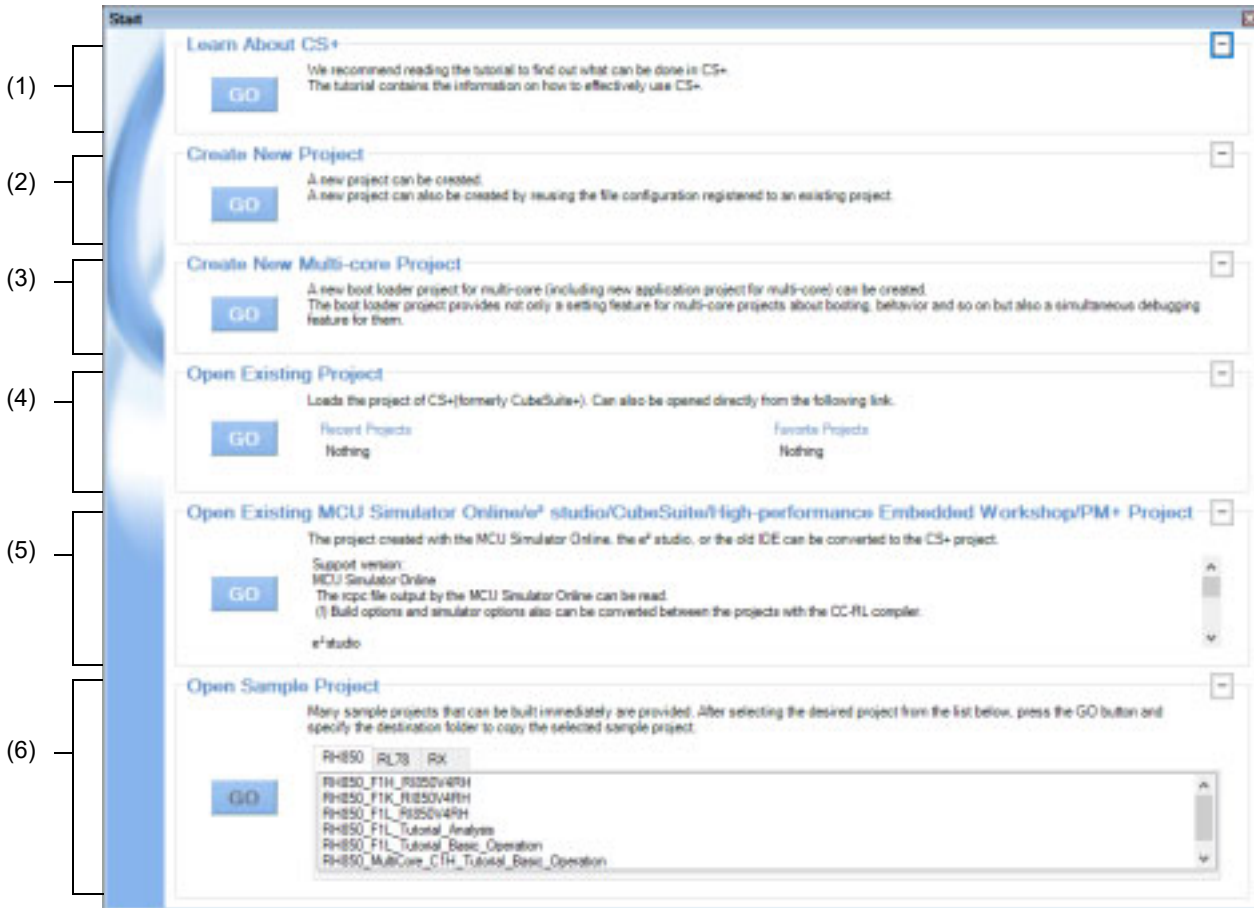 Start
(1)
Learn About CS+
GO
We recommend reading the tutorial to find out what can be done in CS+.
The tutorial contains the information on how to effectively use CS+.
(2)
Create New Project
GO
A new project can be created.
A new project can also be created by reusing the file configuration registered to an existing project.
(3)
Create New Multi-core Project
GO
A new boot loader project for multi-core (including new application project for multi-core) can be created.
The boot loader project provides not only a setting feature for multi-core projects about booting, behavior and so on but also a simultaneous debugging
feature for them.
(4)
Open Existing Project
GO
Loads the project of CS+(formerly CubeSuite+). Can also be opened directly from the following link.
Recent Projects
Nothing
Favorite Projects
Nothing
(5)
Open Existing MCU Simulator Online/e² studio/CubeSuite/High-performance Embedded Workshop/PM+ Project
GO
The project created with the MCU Simulator Online, the e² studio, or the old IDE can be converted to the CS+ project.
Support version:
MCU Simulator Online
The rcpc file output by the MCU Simulator Online can be read.
(!) Build options and simulator options also can be converted between the projects with the CC-RL compiler.
e² studio
(6)
Open Sample Project
GO
Many sample projects that can be built immediately are provided. After selecting the desired project from the list below, press the GO button and
specify the destination folder to copy the selected sample project.
RH850 RL78 RX
RH850_F1H_RI850V4RH
RH850_F1K_RI850V4RH
RH850_F1L_RI850V4RH
RH850_F1L_Tutorial_Analysis
RH850_F1L_Tutorial_Basic_Operation
RH850_MultiCore_C1H_Tutorial_Basic_Operation